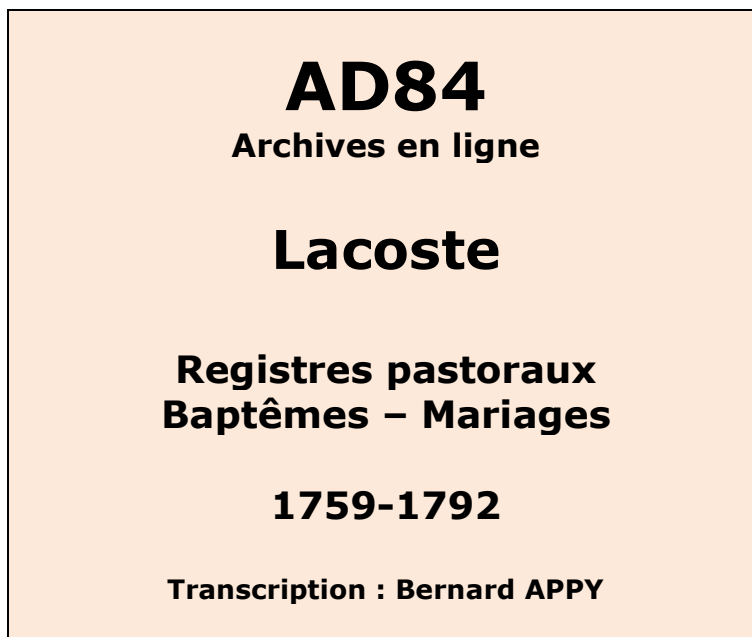 AD84
Archives en ligne
Lacoste
Registres pastoraux
Baptêmes – Mariages
1759-1792
Transcription : Bernard APPY